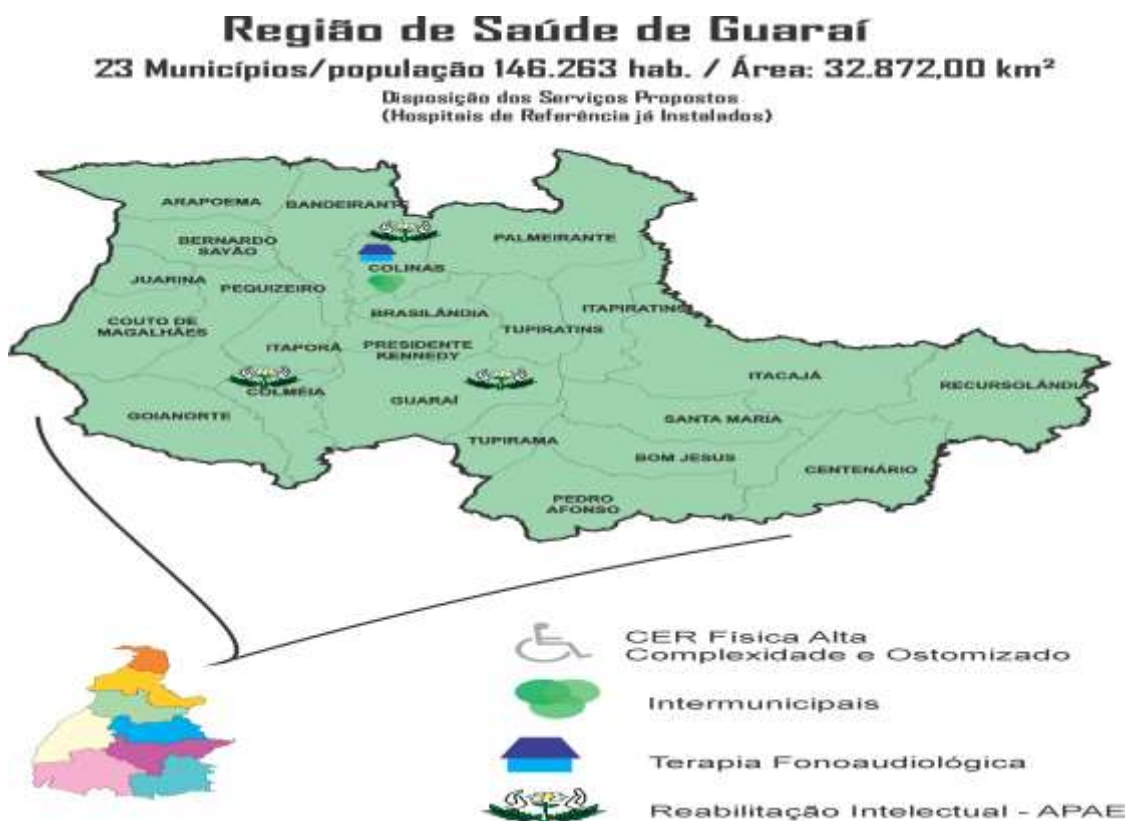 Região de Saúde de Guaraí
23 Municípios/população 146.263 hab. / Área: 32.872,00 km²
Disposição dos Serviços Propostos
(Hospitais de Referência já Instalados)
ARAPOEMA
BANDEIRANTE
BERNARDO
SAYÃO
PALMEIRANTE
COLINAS
JUARINA
PEQUIZEIRO
ITAPIRATINS
COUTO DE
MAGALHÃES
BRASILÂNDIA
TUPIRATINS
ITAPORÃ
PRESIDENTE
KENNEDY
ITACAJÁ
RECURSOLÂNDIA
COLMÉIA
GUARAÍ
GOIANORTE
SANTA MARIA
TUPIRAMA
BOM JESUS
CENTENÁRIO
PEDRO
AFONSO
CER Física Alta
Complexidade e Ostomizado
Intermunicipais
Terapia Fonoaudiológica
Reabilitação Intelectual - APAE